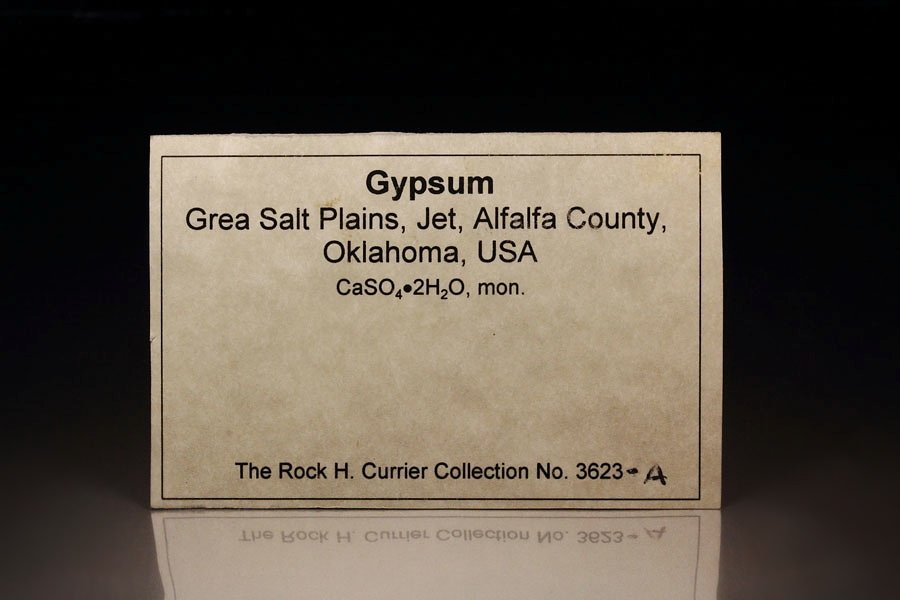 Gypsum
Grea Salt Plains, Jet, Alfalfa County,
Oklahoma, USA
CaSO₄•2H₂O, mon.
The Rock H. Currier Collection No. 3623-A